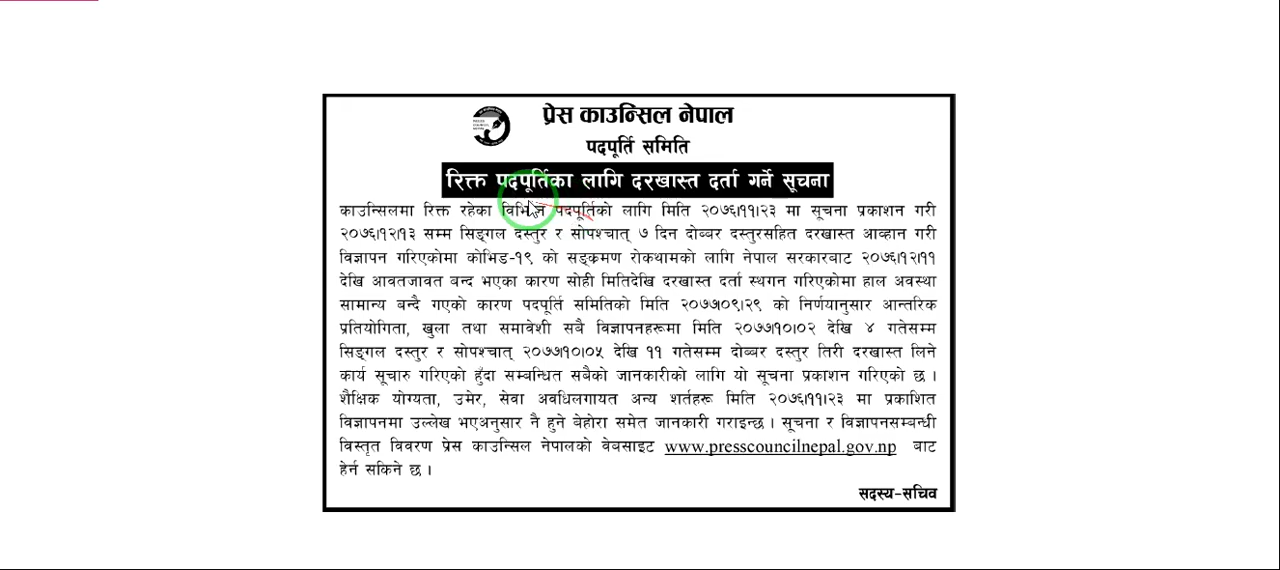 प्रेस काउन्सिल नेपाल
पदपूर्ति समिति
रिक्त पदपूर्तिका लागि दरखास्त दर्ता गर्ने सूचना
काउन्सिलमा रिक्त रहेका विभिन्न पदपूर्तिको लागि मिति २०७६।११।२३ मा सूचना प्रकाशन गरी
२०७६।१२।१३ सम्म सिङ्गल दस्तुर र सोपश्चात् ७ दिन दोब्बर दस्तुरसहित दरखास्त आव्हान गरी
विज्ञापन गरिएकोमा कोभिड-१९ को सङ्क्रमण रोकथामको लागि नेपाल सरकारबाट २०७६।१२।११
देखि आवतजावत बन्द भएका कारण सोही मितिदेखि दरखास्त दर्ता स्थगन गरिएकोमा हाल अवस्था
सामान्य बन्दै गएको कारण पदपूर्ति समितिको मिति २०७७।०९।२९ को निर्णयानुसार आन्तरिक
प्रतियोगिता, खुला तथा समावेशी सबै विज्ञापनहरूमा मिति २०७७।१०।०२ देखि ४ गतेसम्म
सिङ्गल दस्तुर र सोपश्चात् २०७७।१०।०५ देखि ११ गतेसम्म दोब्बर दस्तुर तिरी दरखास्त लिने
कार्य सूचारु गरिएको हुँदा सम्बन्धित सबैको जानकारीको लागि यो सूचना प्रकाशन गरिएको छ ।
शैक्षिक योग्यता, उमेर, सेवा अवधिलगायत अन्य शर्तहरू मिति २०७६।११।२३ मा प्रकाशित
विज्ञापनमा उल्लेख भएअनुसार नै हुने बेहोरा समेत जानकारी गराइन्छ । सूचना र विज्ञापनसम्बन्धी
विस्तृत विवरण प्रेस काउन्सिल नेपालको वेबसाइट www.presscouncilnepal.gov.np बाट
हेर्न सकिने छ ।
सदस्य-सचिव